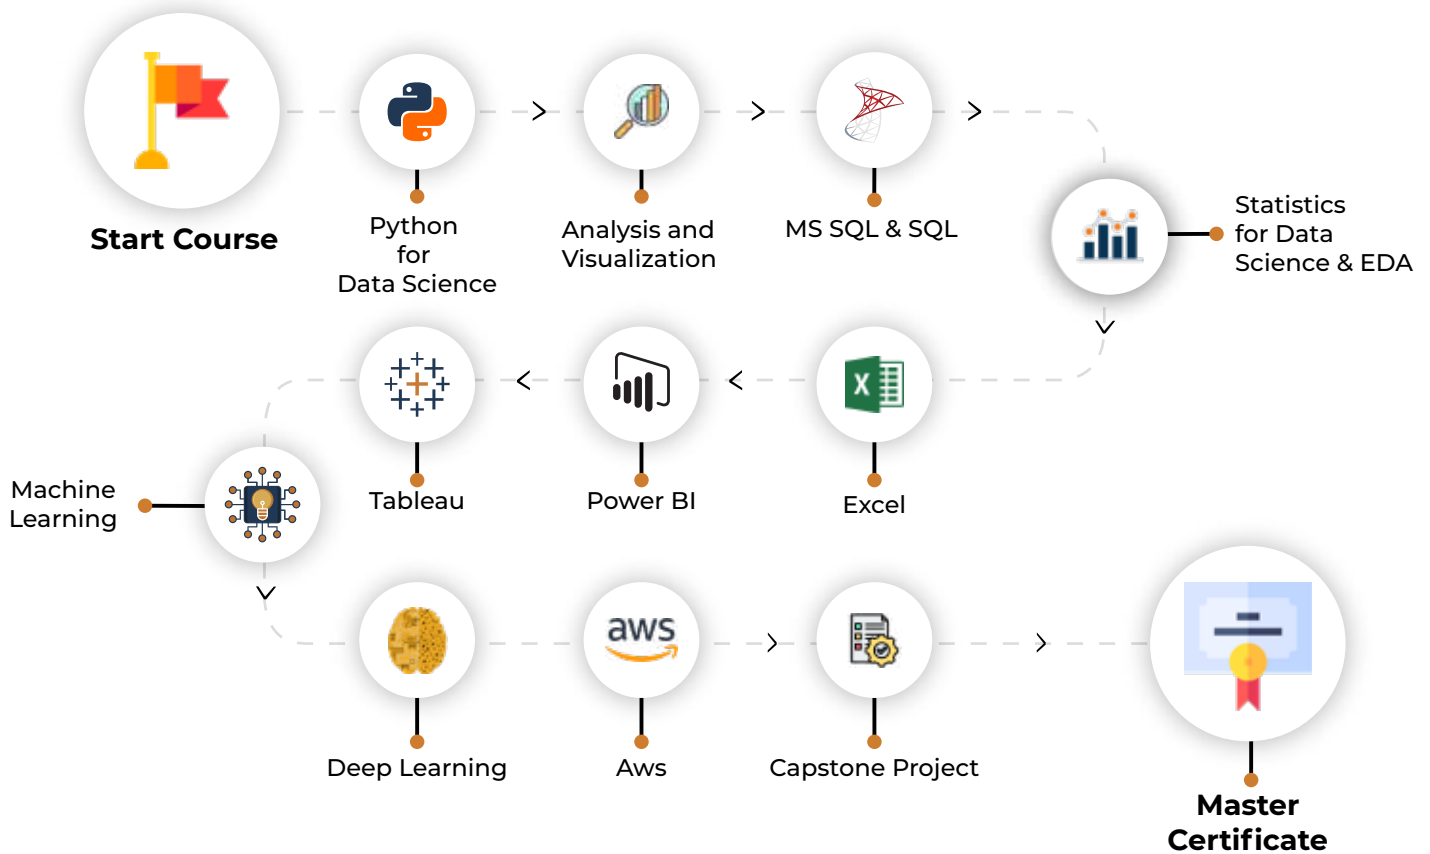 Start Course
Python
for
Data Science
Analysis and
Visualization
MS SQL & SQL
Statistics
for Data
Science & EDA
X
Excel
Power BI
Tableau
Machine
Learning
Deep Learning
aws
Aws
Capstone Project
Master
Certificate